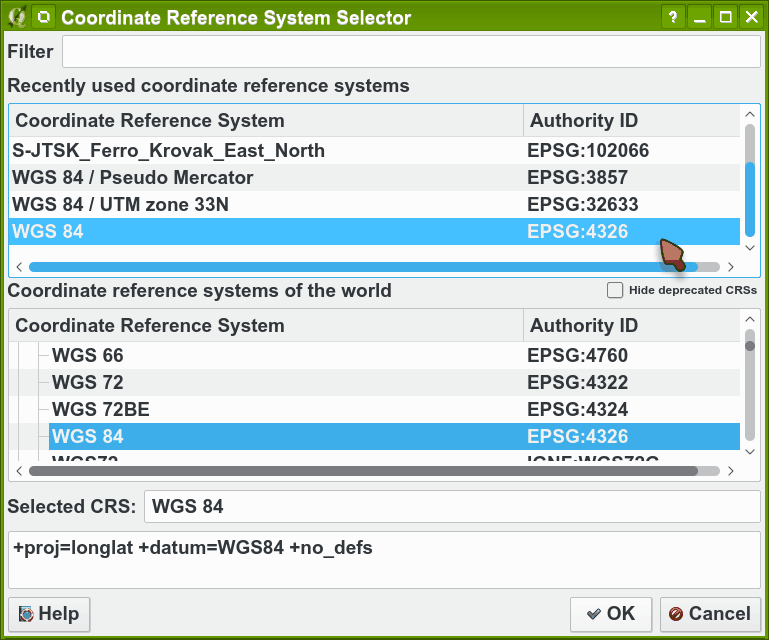 Coordinate Reference System Selector
Filter
Recently used coordinate reference systems
Coordinate Reference System Authority ID
S-JTSK_Ferro_Krovak_East_North EPSG:102066
WGS 84 / Pseudo Mercator EPSG:3857
WGS 84 / UTM zone 33N EPSG:32633
WGS 84 EPSG:4326
Coordinate reference systems of the world Hide deprecated CRSs
Coordinate Reference System Authority ID
WGS 66 EPSG:4760
WGS 72 EPSG:4322
WGS 72BE EPSG:4324
WGS 84 EPSG:4326
Selected CRS: WGS 84
+proj=longlat +datum=WGS84 +no_defs
Help OK Cancel